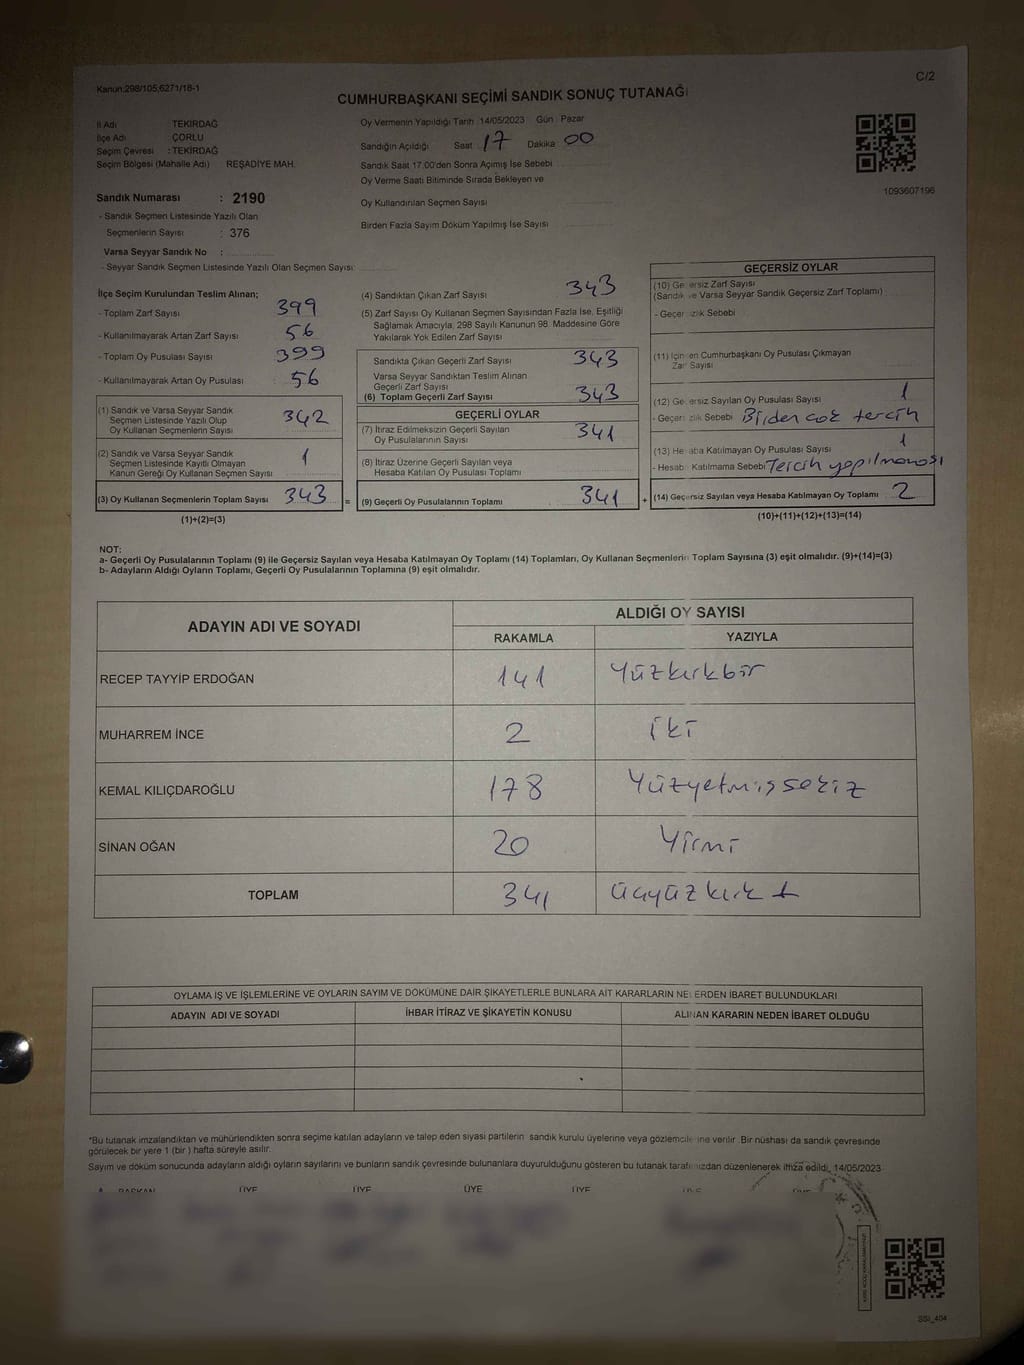 Kanun:298/105,6271/18-1
C/2
CUMHURBAŞKANI SEÇİMİ SANDIK SONUÇ TUTANAĞI
İl Adı TEKİRDAĞ
İlçe Adı ÇORLU
Seçim Çevresi : TEKİRDAĞ
Seçim Bölgesi (Mahalle Adı) REŞADİYE MAH.
Sandık Numarası : 2190
- Sandık Seçmen Listesinde Yazılı Olan
Seçmenlerin Sayısı : 376
Varsa Seyyar Sandık No :
- Seyyar Sandık Seçmen Listesinde Yazılı Olan Seçmen Sayısı
Oy Vermenin Yapıldığı Tarih 14/05/2023 Gün Pazar
Sandığın Açıldığı Saat 17 Dakika 00
Sandık Saat 17.00'den Sonra Açımış İse Sebebi
Oy Verme Saati Bitiminde Sırada Bekleyen ve
Oy Kullandırılan Seçmen Sayısı
Birden Fazla Sayım Döküm Yapılmış İse Sayısı
1093607196
İlçe Seçim Kurulundan Teslim Alınan;
- Toplam Zarf Sayısı 399
- Kullanılmayarak Artan Zarf Sayısı 56
- Toplam Oy Pusulası Sayısı 399
- Kullanılmayarak Artan Oy Pusulası : 56
(1) Sandık ve Varsa Seyyar Sandık
Seçmen Listesinde Yazılı Olup
Oy Kullanan Seçmenlerin Sayısı 342
(2) Sandık ve Varsa Seyyar Sandık
Seçmen Listesinde Kayıtlı Olmayan
Kanun Gereği Oy Kullanan Seçmen Sayısı 1
(3) Oy Kullanan Seçmenlerin Toplam Sayısı 343 =
(1)+(2)=(3)
(4) Sandıktan Çıkan Zarf Sayısı 343
(5) Zarf Sayısı Oy Kullanan Seçmen Sayısından Fazla İse, Eşitliği
Sağlamak Amacıyla, 298 Sayılı Kanunun 98. Maddesine Göre
Yakılarak Yok Edilen Zarf Sayısı
Sandıkta Çıkan Geçerli Zarf Sayısı 343
Varsa Seyyar Sandıktan Teslim Alınan
Geçerli Zarf Sayısı
(6) Toplam Geçerli Zarf Sayısı 343
GEÇERLİ OYLAR
(7) İtiraz Edilmeksizin Geçerli Sayılan
Oy Pusulalarının Sayısı 341
(8) İtiraz Üzerine Geçerli Sayılan veya
Hesaba Katılan Oy Pusulası Toplamı
(9) Geçerli Oy Pusulalarının Toplamı 341 +
GEÇERSİZ OYLAR
(10) Geçersiz Zarf Sayısı
(Sandık ve Varsa Seyyar Sandık Geçersiz Zarf Toplamı)
- Geçersizlik Sebebi
(11) İçinden Cumhurbaşkanı Oy Pusulası Çıkmayan
Zarf Sayısı
(12) Geçersiz Sayılan Oy Pusulası Sayısı 1
- Geçersizlik Sebebi Birden cok tercih
(13) Hesaba Katılmayan Oy Pusulası Sayısı 1
- Hesaba Katılmama Sebebi Tercih yapılmaması
(14) Geçersiz Sayılan veya Hesaba Katılmayan Oy Toplamı 2
(10)+(11)+(12)+(13)=(14)
NOT:
a- Geçerli Oy Pusulalarının Toplamı (9) ile Geçersiz Sayılan veya Hesaba Katılmayan Oy Toplamı (14) Toplamları, Oy Kullanan Seçmenlerin Toplam Sayısına (3) eşit olmalıdır. (9)+(14)=(3)
b- Adayların Aldığı Oyların Toplamı, Geçerli Oy Pusulalarının Toplamına (9) eşit olmalıdır.
ADAYIN ADI VE SOYADI
ALDIĞI OY SAYISI
RAKAMLA YAZIYLA
RECEP TAYYİP ERDOĞAN 141 Yüzkırkbir
MUHARREM İNCE 2 İki
KEMAL KILIÇDAROĞLU 178 Yüzyetmişsekiz
SİNAN OĞAN 20 Yirmi
TOPLAM 341
OYLAMA İŞ VE İŞLEMLERİNE VE OYLARIN SAYIM VE DÖKÜMÜNE DAİR ŞİKAYETLERLE BUNLARA AİT KARARLARIN NELERDEN İBARET BULUNDUKLARI
ADAYIN ADI VE SOYADI İHBAR İTİRAZ VE ŞİKAYETİN KONUSU ALINAN KARARIN NEDEN İBARET OLDUĞU
*Bu tutanak imzalandıktan ve mühürlendikten sonra seçime katılan adayların ve talep eden siyasi partilerin sandık kurulu üyelerine veya gözlemcilerine verilir. Bir nüshası da sandık çevresinde
görülecek bir yere 1 (bir ) hafta süreyle asılır.
Sayım ve döküm sonucunda adayların aldığı oyların sayılarını ve bunların sandık çevresinde bulunanlara duyurulduğunu gösteren bu tutanak tarafımızdan düzenlenerek imza edildi. 14/05/2023
BAŞKAN ÜYE ÜYE ÜYE ÜYE ÜYE ÜYE
SSI_404